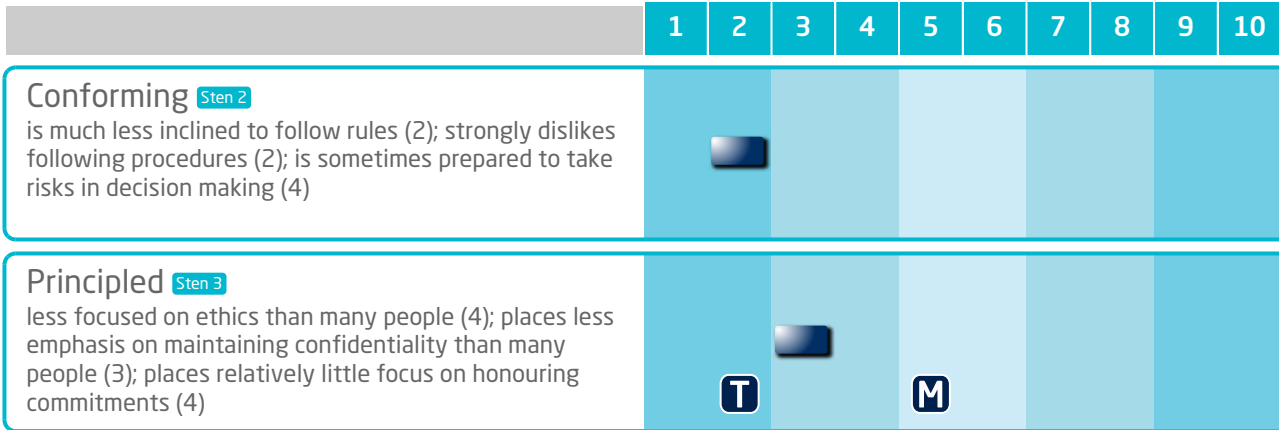 1 2 3 4 5 6 7 8 9 10
Conforming Sten 2
is much less inclined to follow rules (2); strongly dislikes
following procedures (2); is sometimes prepared to take
risks in decision making (4)
Principled Sten 3
less focused on ethics than many people (4); places less
emphasis on maintaining confidentiality than many
people (3); places relatively little focus on honouring
commitments (4)
T M